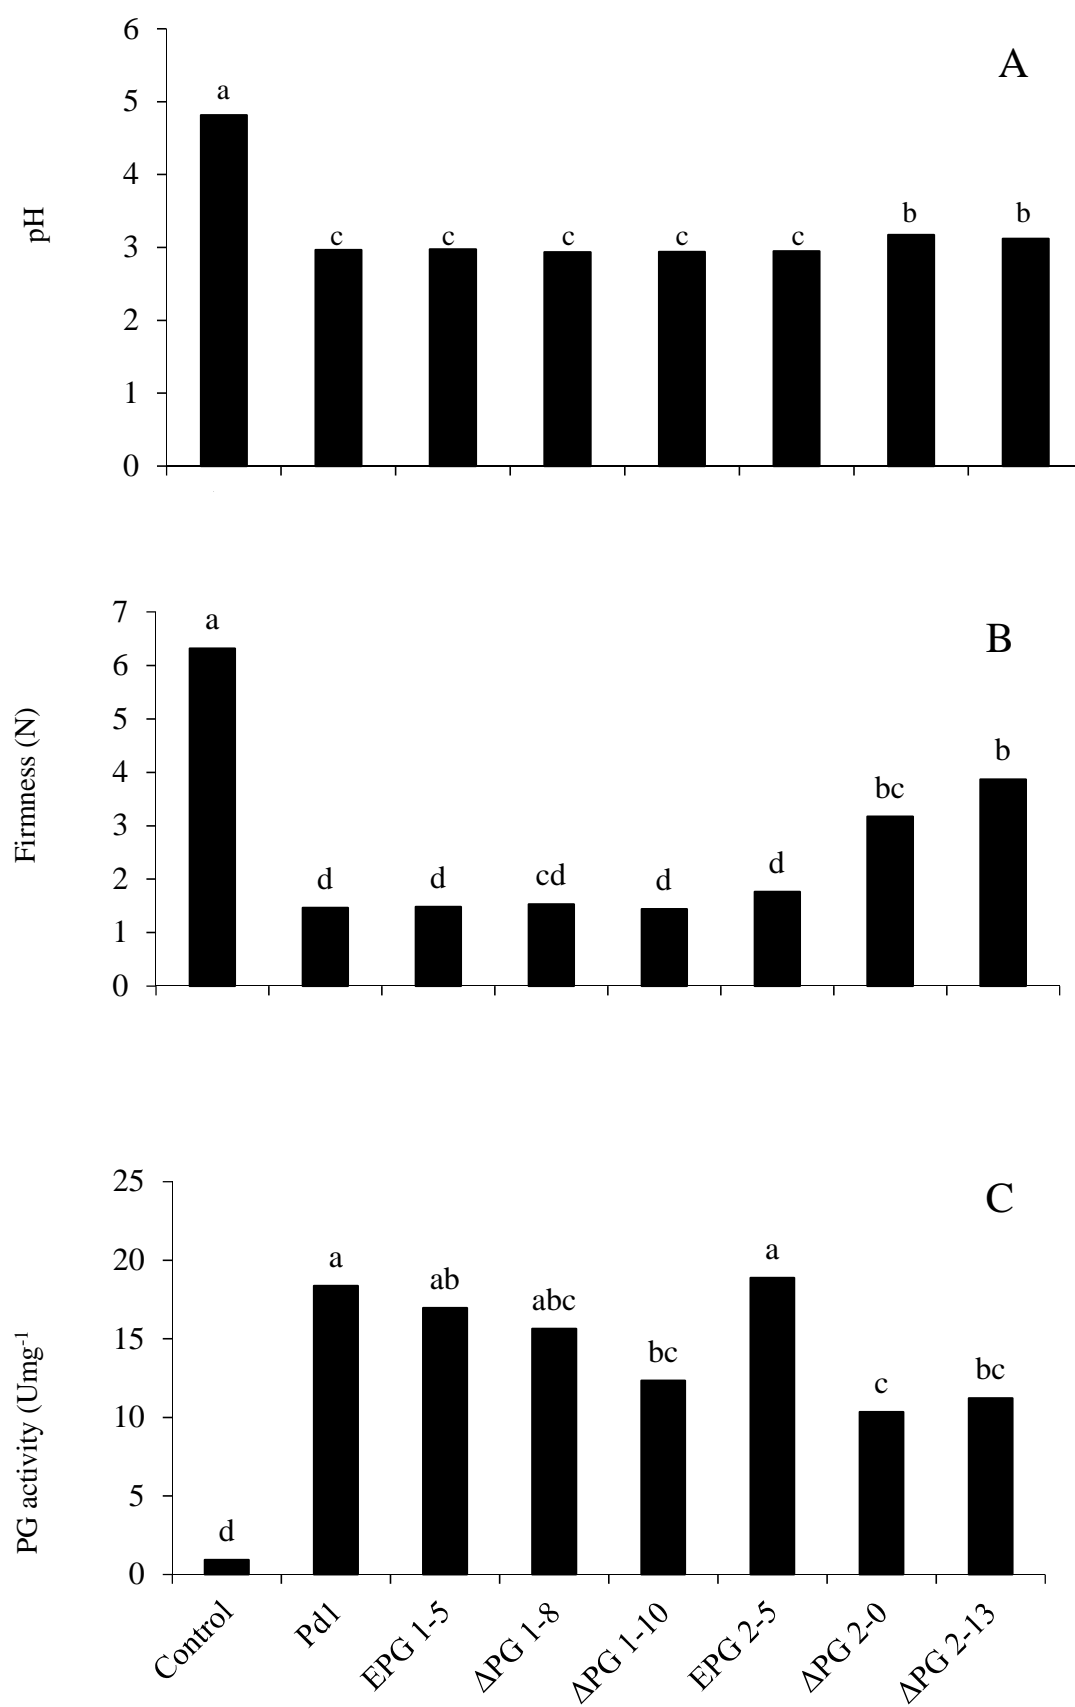 A
pH
6
5
4
3
2
1
0
a
c
c
c
c
c
b
b
B
Firmness (N)
7
6
5
4
3
2
1
0
a
d
d
cd
d
d
bc
b
C
PG activity (Umg-1
25
20
15
10
5
0
d
a
ab
abc
bc
a
c
bc
Control
Pd1
EPG 1-5
ΔPG 1-8
ΔPG 1-10
EPG 2-5
ΔPG 2-0
ΔPG 2-13